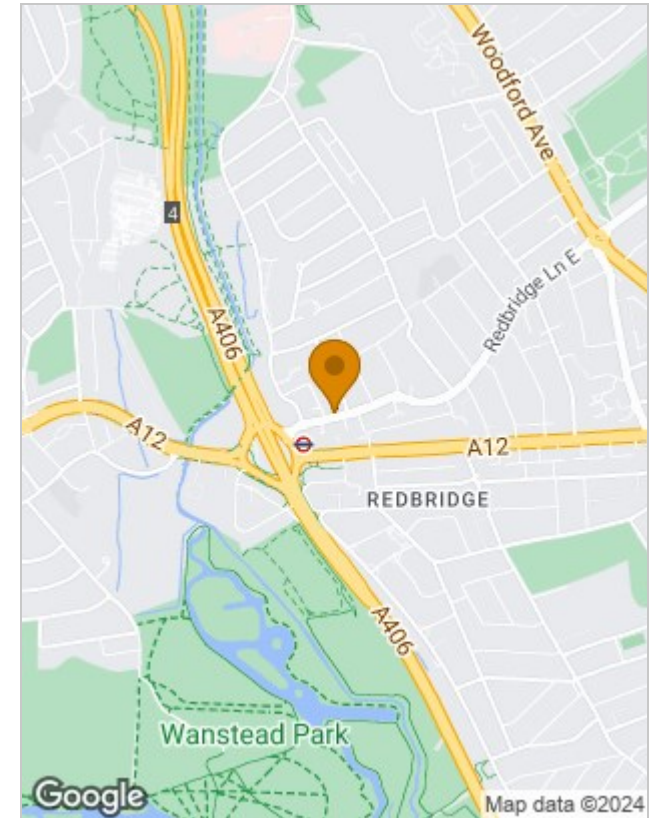 Woodford Ave
4
Redbridge Ln E
A406
A12
A12
REDBRIDGE
A406
Wanstead Park
Google
Map data ©2024